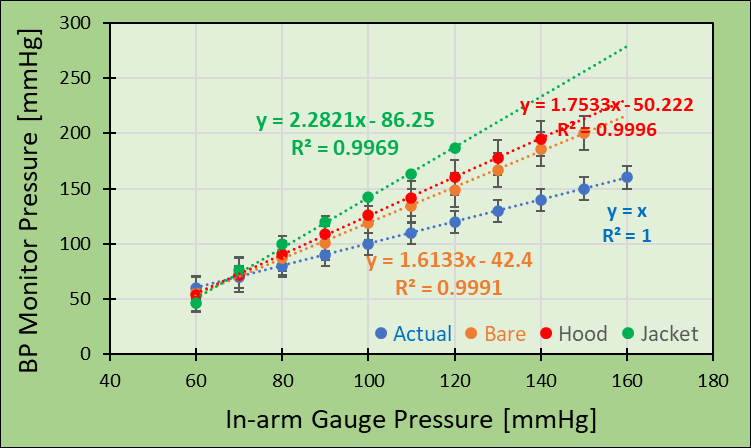 BP Monitor Pressure [mmHg]
300
250
200
150
100
50
0
y = 2.2821x - 86.25
R² = 0.9969
y = 1.7533x - 50.222
R² = 0.9996
y = x
R² = 1
y = 1.6133x - 42.4
R² = 0.9991
Actual Bare Hood Jacket
40 60 80 100 120 140 160 180
In-arm Gauge Pressure [mmHg]